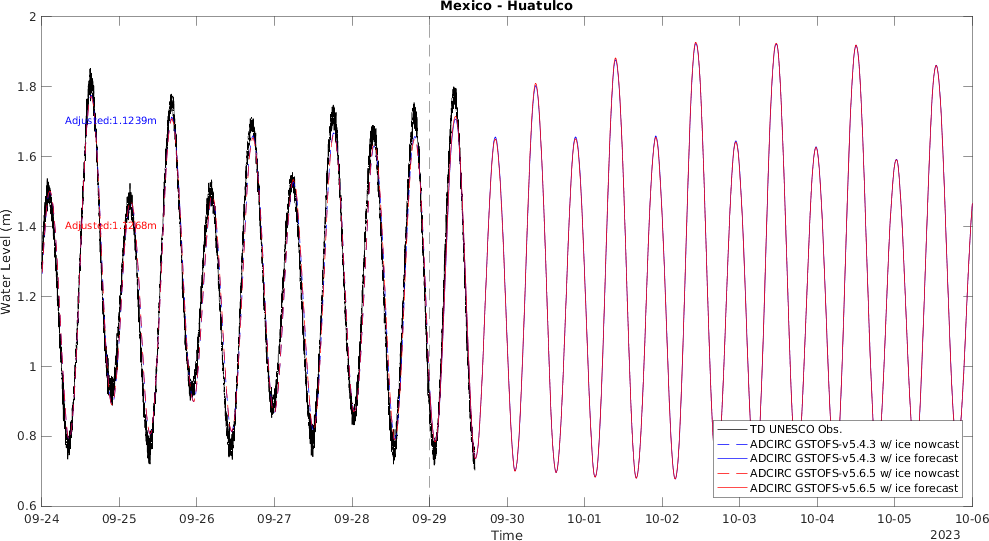 Mexico - Huatulco
2
1.8
1.6
1.4
1.2
1
0.8
0.6
Water Level (m)
Adjusted:1.1239m
Adjusted:1.1268m
TD UNESCO Obs.
ADCIRC GSTOFS-v5.4.3 w/ ice nowcast
ADCIRC GSTOFS-v5.4.3 w/ ice forecast
ADCIRC GSTOFS-v5.6.5 w/ ice nowcast
ADCIRC GSTOFS-v5.6.5 w/ ice forecast
09-24 09-25 09-26 09-27 09-28 09-29 09-30 10-01 10-02 10-03 10-04 10-05 10-06
Time
2023